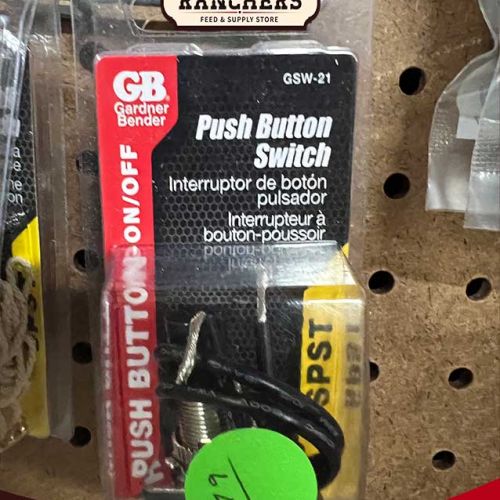 RANCHERS
FEED & SUPPLY STORE
GB
Gardner
Bender
GSW-21
Push Button
Switch
Interruptor de botón
pulsador
Interrupteur à
bouton-poussoir
PUSH BUTTON-ON/OFF
SPST